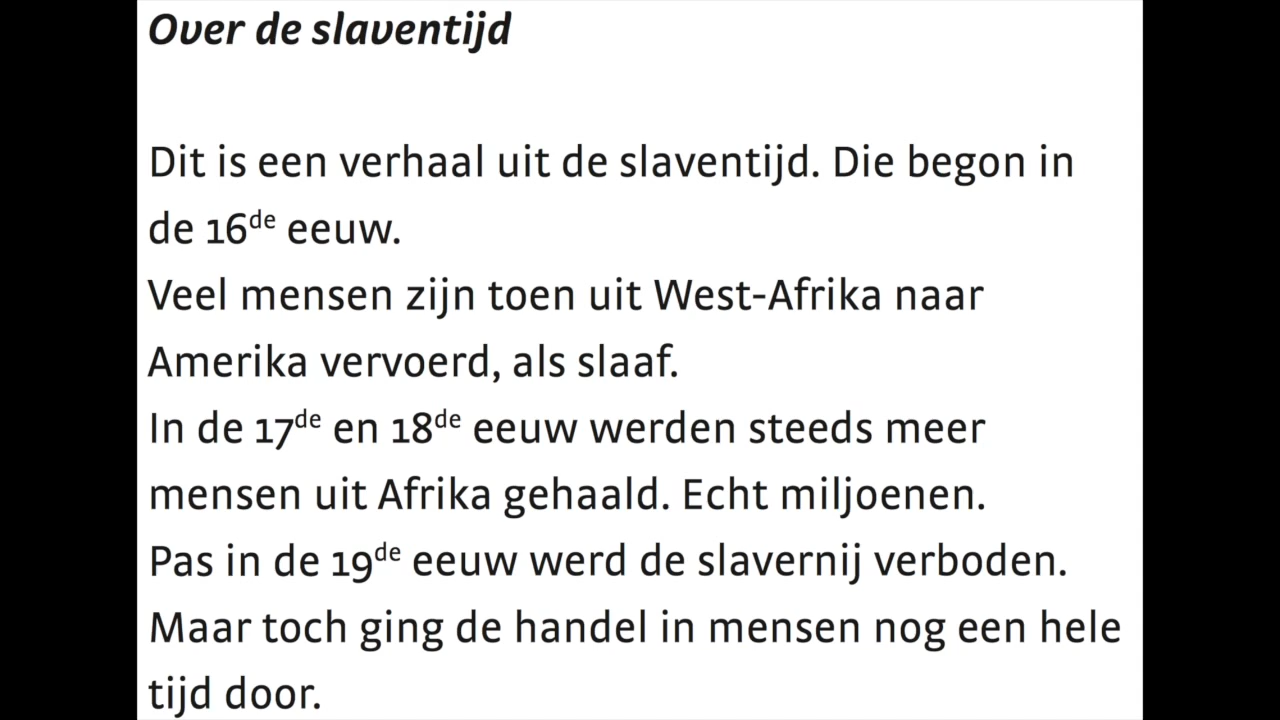 Over de slaventijd
Dit is een verhaal uit de slaventijd. Die begon in
de 16de eeuw.
Veel mensen zijn toen uit West-Afrika naar
Amerika vervoerd, als slaaf.
In de 17de en 18de eeuw werden steeds meer
mensen uit Afrika gehaald. Echt miljoenen.
Pas in de 19de eeuw werd de slavernij verboden.
Maar toch ging de handel in mensen nog een hele
tijd door.